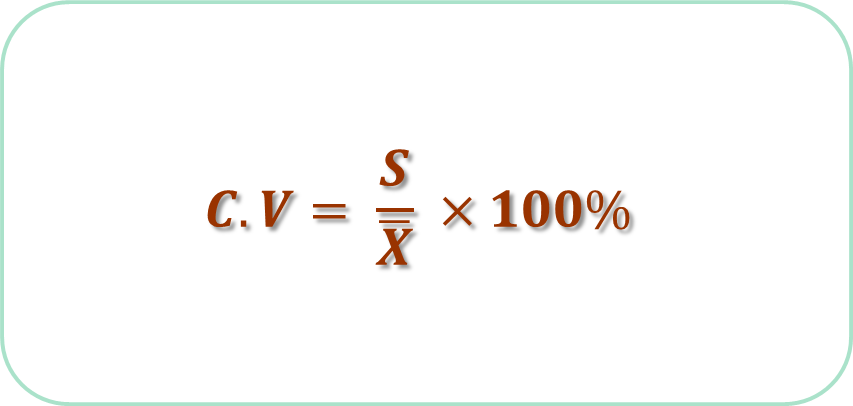 C.V = S/X̅ × 100%